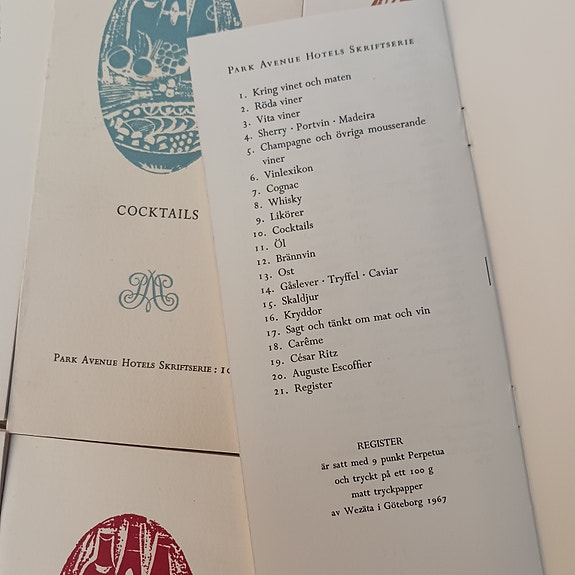 COCKTAILS
PARK AVENUE HOTELS SKRIFTSERIE : 10
PARK AVENUE HOTELS SKRIFTSERIE
1. Kring vinet och maten
2. Röda viner
3. Vita viner
4. Sherry · Portvin · Madeira
5. Champagne och övriga mousserande
viner
6. Vinlexikon
7. Cognac
8. Whisky
9. Likörer
10. Cocktails
11. Öl
12. Brännvin
13. Ost
14. Gåslever · Tryffel · Caviar
15. Skaldjur
16. Kryddor
17. Sagt och tänkt om mat och vin
18. Carême
19. César Ritz
20. Auguste Escoffier
21. Register
REGISTER
är satt med 9 punkt Perpetua
och tryckt på ett 100 g
matt tryckpapper
av Wezäta i Göteborg 1967